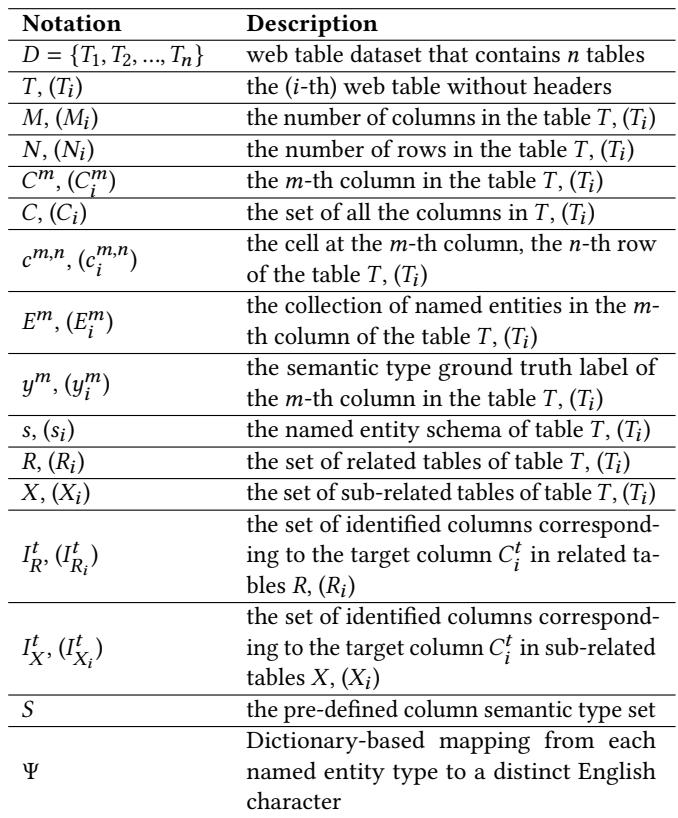 Notation Description
D = {T₁, T₂, ..., Tₙ} web table dataset that contains n tables
T, (Tᵢ) the (i-th) web table without headers
M, (Mᵢ) the number of columns in the table T, (Tᵢ)
N, (Nᵢ) the number of rows in the table T, (Tᵢ)
C^m, (C_i^m) the m-th column in the table T, (Tᵢ)
C, (Cᵢ) the set of all the columns in T, (Tᵢ)
c^{m,n}, (c_i^{m,n}) the cell at the m-th column, the n-th row
of the table T, (Tᵢ)
E^m, (E_i^m) the collection of named entities in the m-
th column of the table T, (Tᵢ)
y^m, (y_i^m) the semantic type ground truth label of
the m-th column in the table T, (Tᵢ)
s, (sᵢ) the named entity schema of table T, (Tᵢ)
R, (Rᵢ) the set of related tables of table T, (Tᵢ)
X, (Xᵢ) the set of sub-related tables of table T, (Tᵢ)
I_R^t, (I_{R_i}^t) the set of identified columns correspond-
ing to the target column C_i^t in related ta-
bles R, (Rᵢ)
I_X^t, (I_{X_i}^t) the set of identified columns correspond-
ing to the target column C_i^t in sub-related
tables X, (Xᵢ)
S the pre-defined column semantic type set
Ψ Dictionary-based mapping from each
named entity type to a distinct English
character